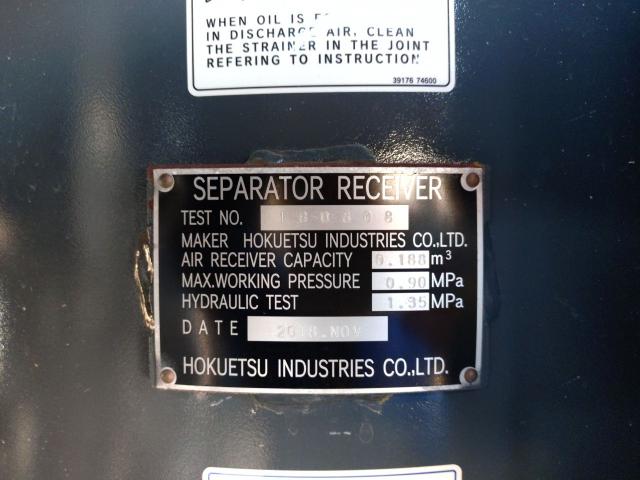 WHEN OIL IS
IN DISCHARGE AIR, CLEAN
THE STRAINER IN THE JOINT
REFERING TO INSTRUCTION
39176 74600
SEPARATOR RECEIVER
TEST NO.
MAKER HOKUETSU INDUSTRIES CO.,LTD.
AIR RECEIVER CAPACITY 0.188 m³
MAX.WORKING PRESSURE 0.90 MPa
HYDRAULIC TEST 1.35 MPa
DATE 2018.NOV
HOKUETSU INDUSTRIES CO.,LTD.